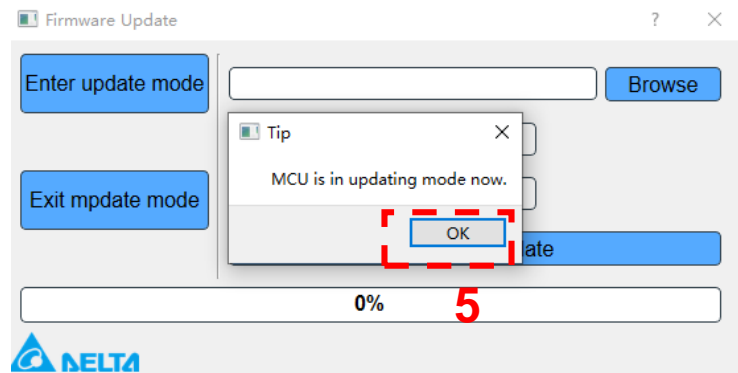 Firmware Update
?
Enter update mode
Browse
Tip
MCU is in updating mode now.
Exit mpdate mode
OK
date
0%
5
DELTA